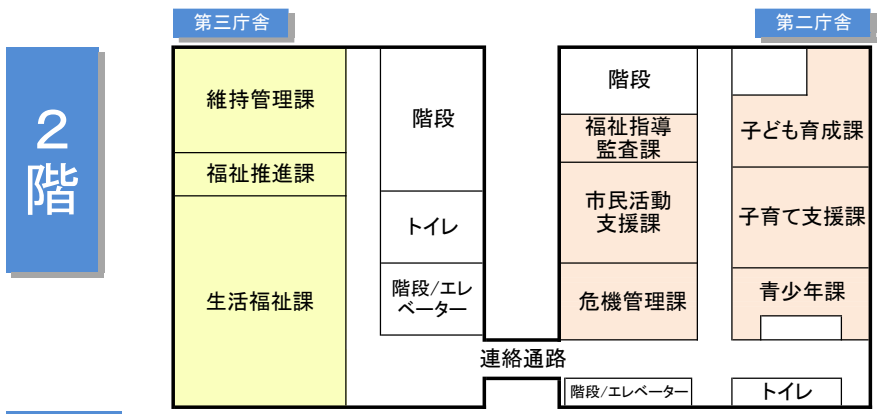 第三庁舎
第二庁舎
2
階
維持管理課
福祉推進課
生活福祉課
階段
トイレ
階段/エレ
ベーター
連絡通路
階段
福祉指導
監査課
市民活動
支援課
危機管理課
階段/エレベーター
子ども育成課
子育て支援課
青少年課
トイレ